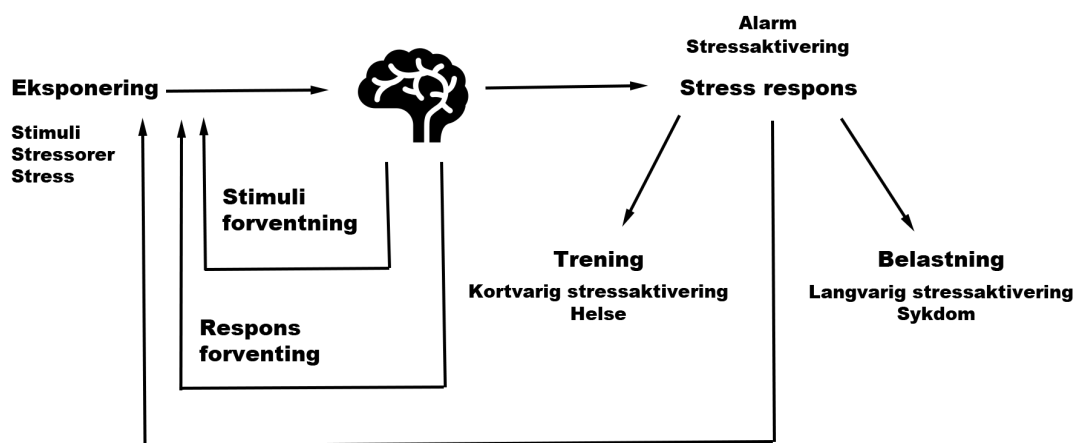 Alarm
Stressaktivering
Eksponering
Stress respons
Stimuli
Stressorer
Stress
Stimuli
forventning
Trening
Kortvarig stressaktivering
Helse
Belastning
Langvarig stressaktivering
Sykdom
Respons
forventing